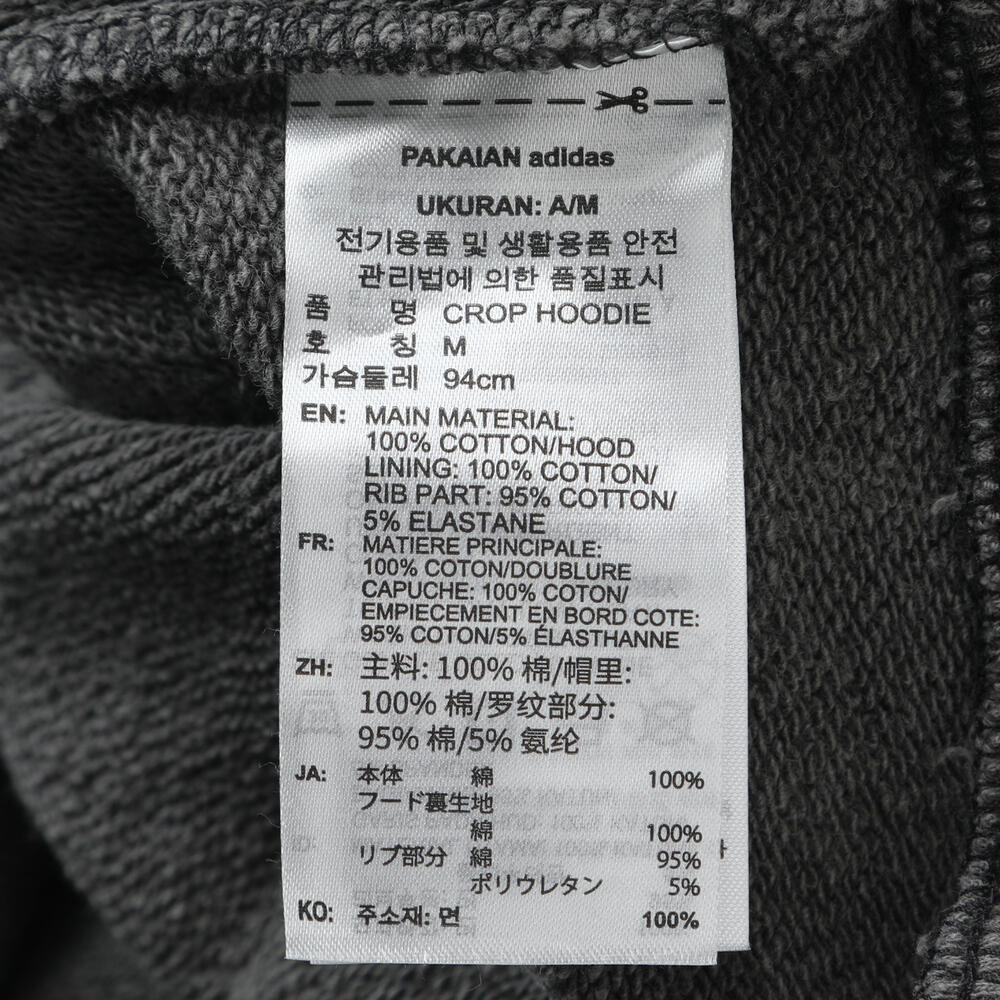 PAKAIAN adidas
UKURAN: A/M
전기용품 및 생활용품 안전
관리법에 의한 품질표시
품 명 CROP HOODIE
호 칭 M
가슴둘레 94cm
EN: MAIN MATERIAL:
100% COTTON/HOOD
LINING: 100% COTTON/
RIB PART: 95% COTTON/
5% ELASTANE
FR: MATIERE PRINCIPALE:
100% COTON/DOUBLURE
CAPUCHE: 100% COTON/
EMPIECEMENT EN BORD COTE:
95% COTON/5% ÉLASTHANNE
ZH: 主料: 100% 棉/帽里:
100% 棉/罗纹部分:
95% 棉/5% 氨纶
JA: 本体 綿 100%
フード裏生地
綿 100%
リブ部分 綿 95%
ポリウレタン 5%
KO: 주소재: 면 100%